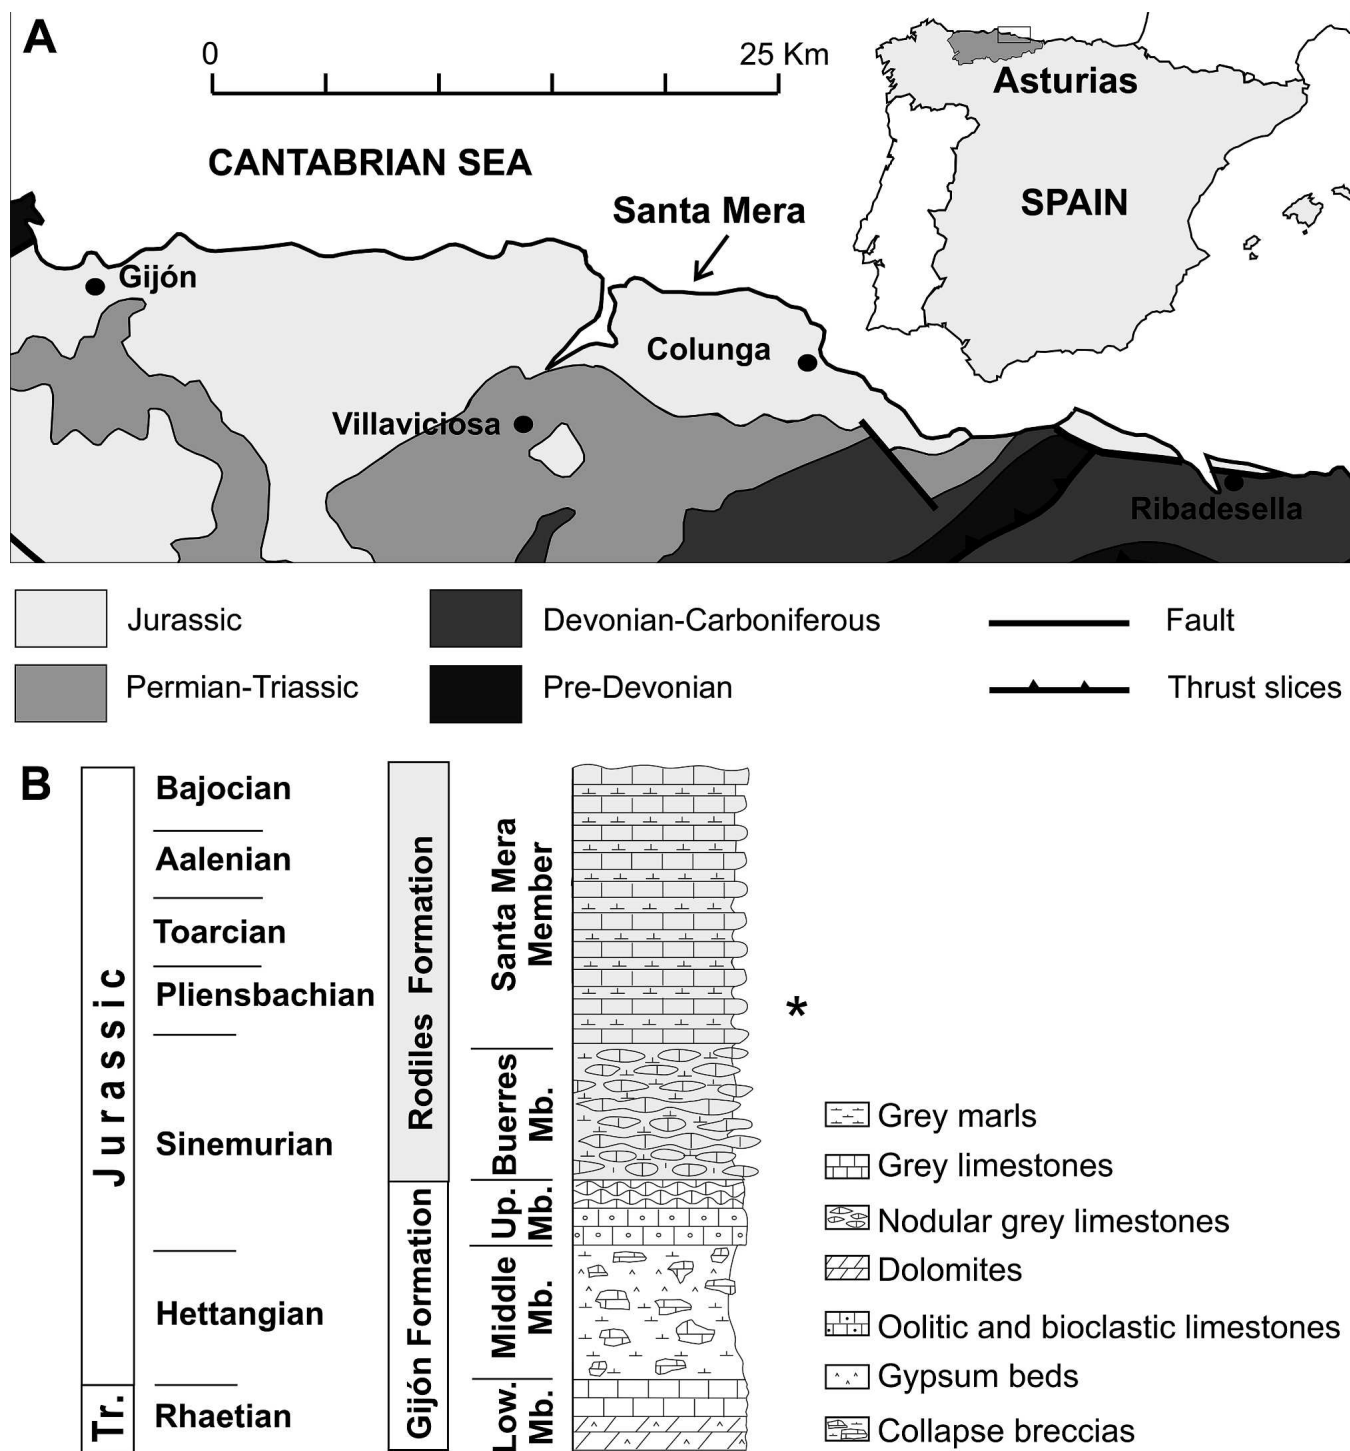 A
0
25 Km
Asturias
CANTABRIAN SEA
SPAIN
Santa Mera
Gijón
Colunga
Villaviciosa
Ribadesella
Jurassic
Devonian-Carboniferous
Fault
Permian-Triassic
Pre-Devonian
Thrust slices
B
Jurassic
Tr.
Bajocian
Aalenian
Toarcian
Pliensbachian
Sinemurian
Hettangian
Rhaetian
Rodiles Formation
Gijón Formation
Santa Mera
Member
Buerres
Mb.
Up.
Mb.
Middle
Mb.
Low.
Mb.
*
Grey marls
Grey limestones
Nodular grey limestones
Dolomites
Oolitic and bioclastic limestones
Gypsum beds
Collapse breccias